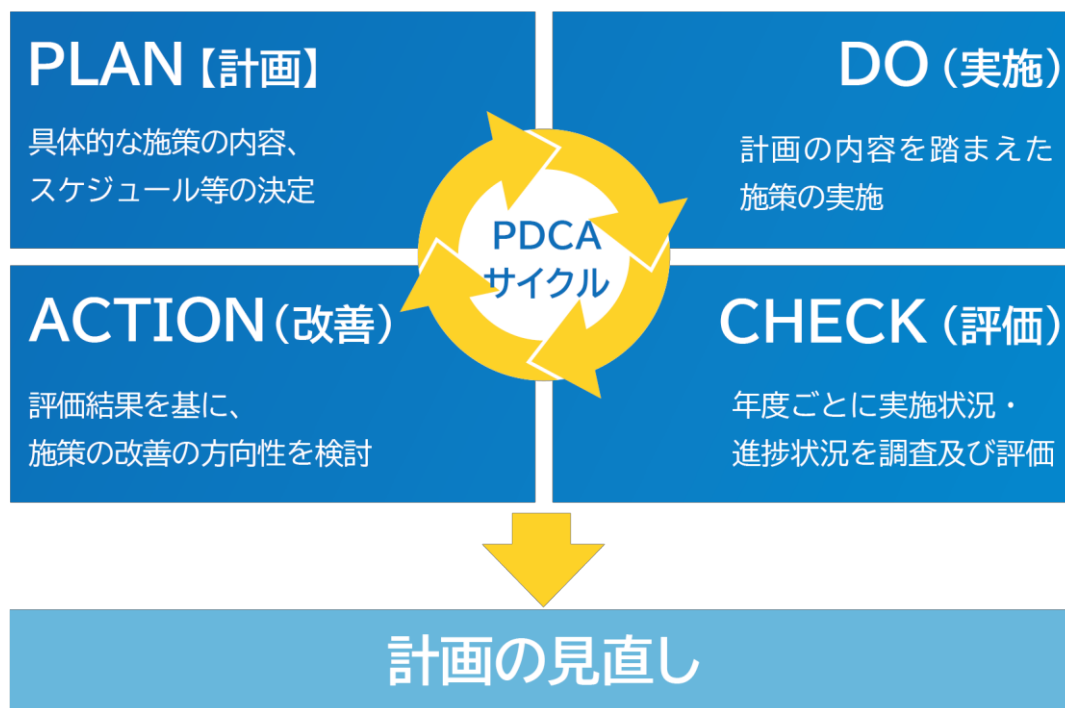 PLAN【計画】
具体的な施策の内容、
スケジュール等の決定
DO（実施）
計画の内容を踏まえた
施策の実施
PDCA
サイクル
ACTION（改善）
評価結果を基に、
施策の改善の方向性を検討
CHECK（評価）
年度ごとに実施状況・
進捗状況を調査及び評価
計画の見直し